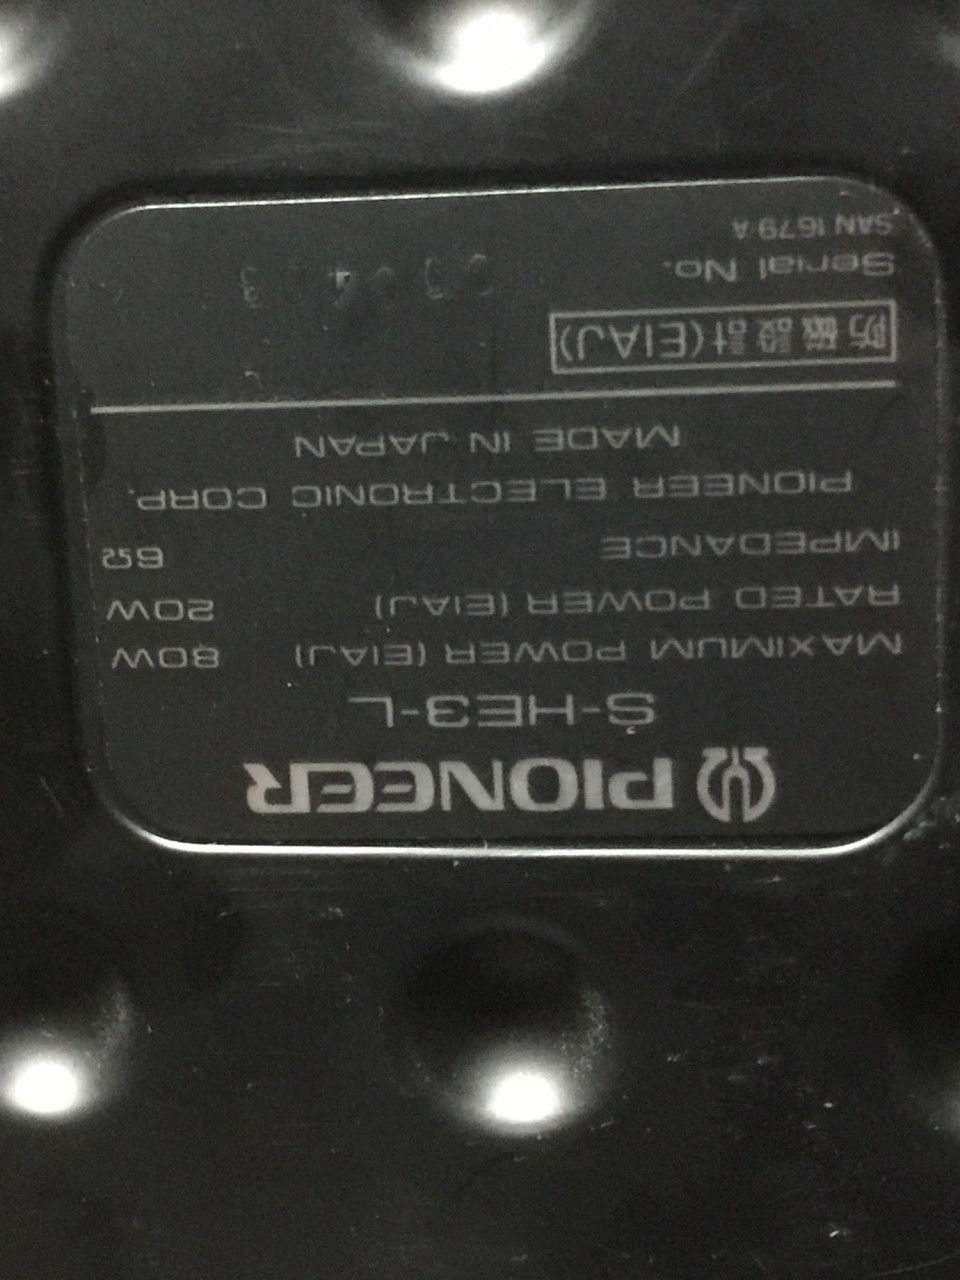 PIONEER
S-HE3-L
MAXIMUM POWER (EIAJ) 80W
RATED POWER (EIAJ) 20W
IMPEDANCE 6Ω
PIONEER ELECTRONIC CORP.
MADE IN JAPAN
防磁設計(EIAJ)
Serial No.
SAN 1679 A